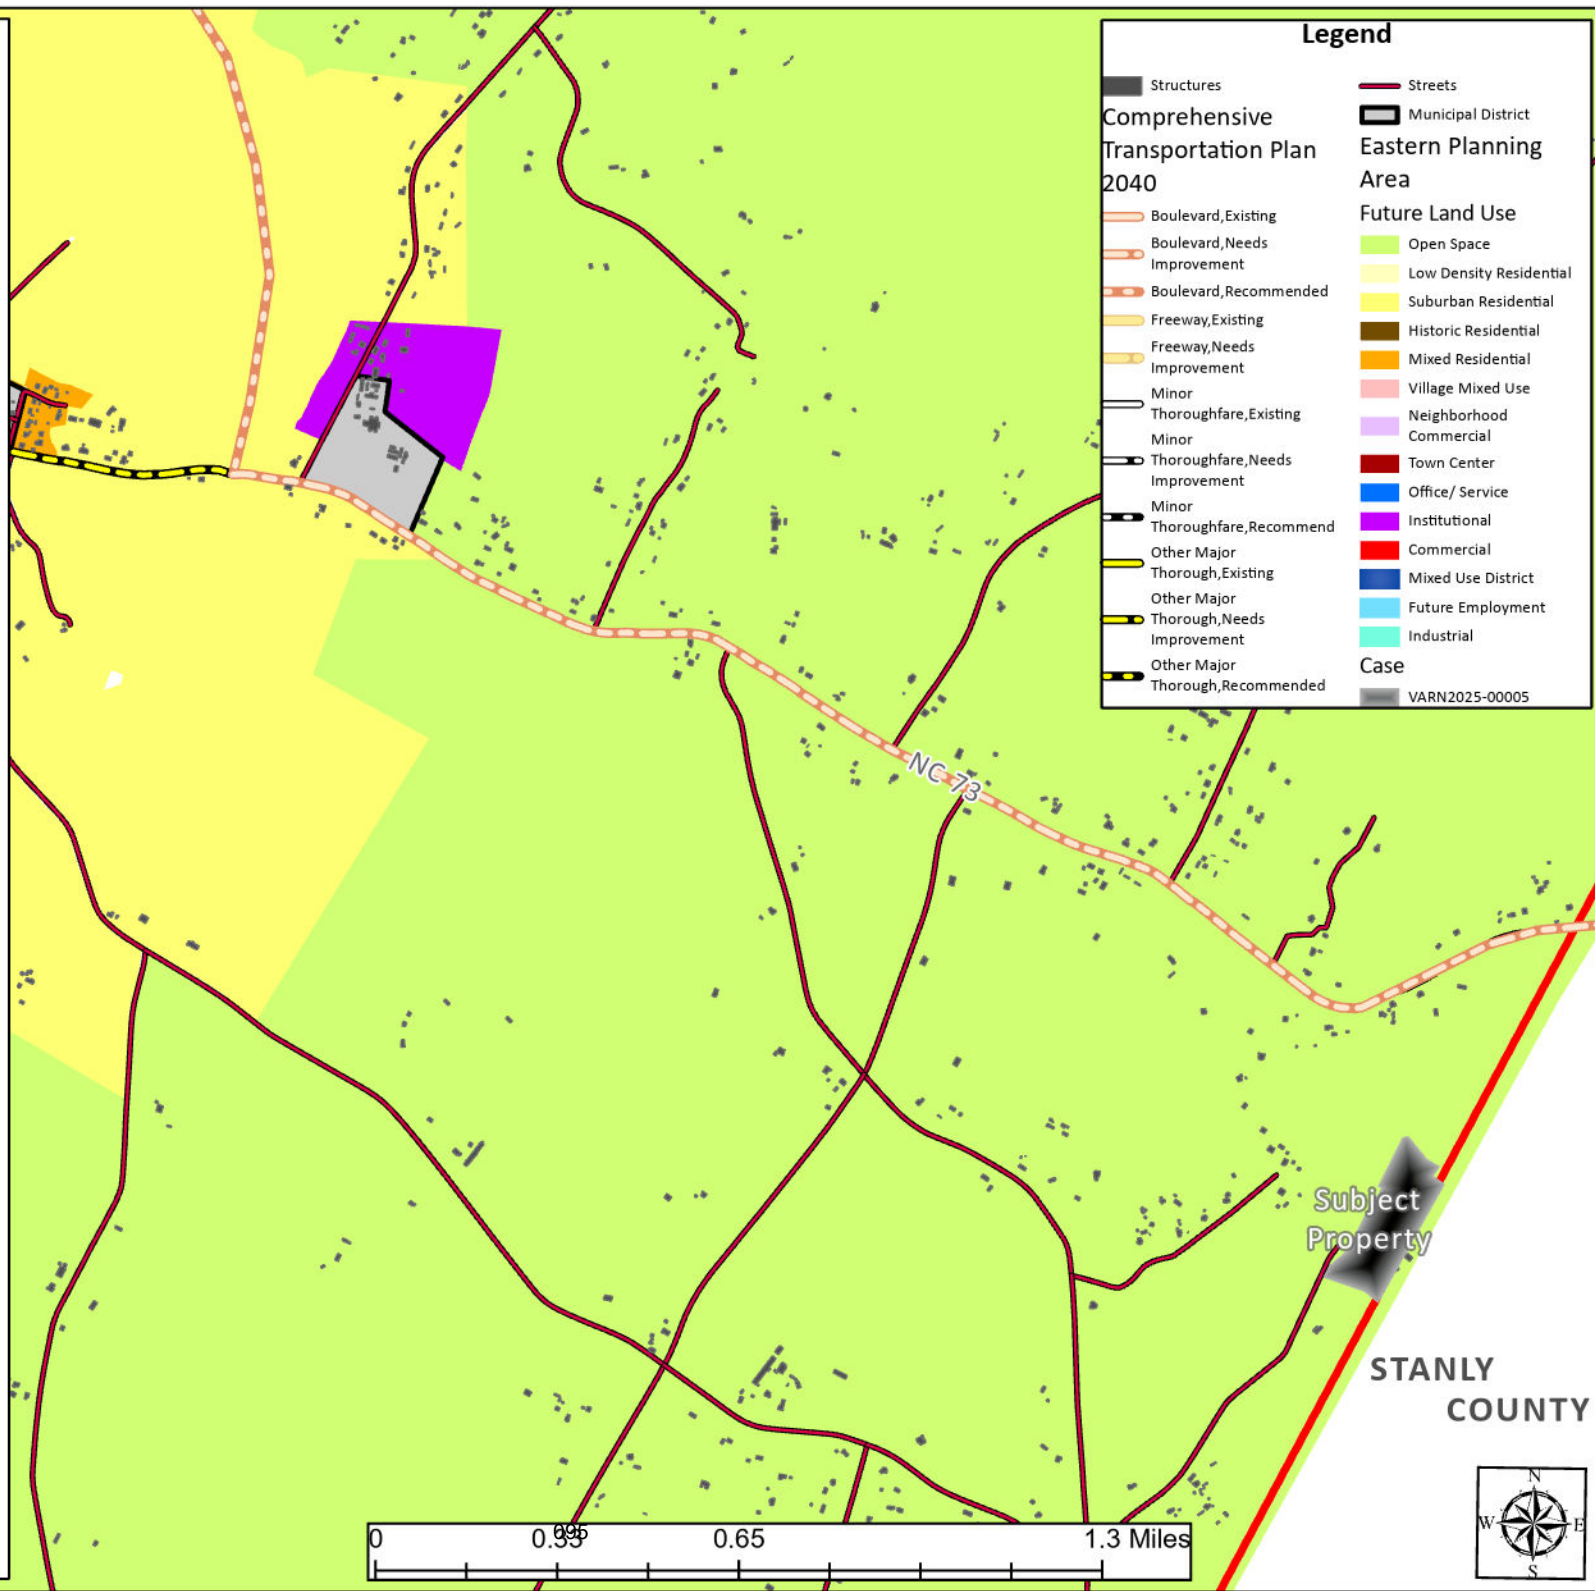 Legend
Structures
Comprehensive
Transportation Plan
2040
Boulevard,Existing
Boulevard,Needs
Improvement
Boulevard,Recommended
Freeway,Existing
Freeway,Needs
Improvement
Minor
Thoroughfare,Existing
Minor
Thoroughfare,Needs
Improvement
Minor
Thoroughfare,Recommend
Other Major
Thorough,Existing
Other Major
Thorough,Needs
Improvement
Other Major
Thorough,Recommended
Streets
Municipal District
Eastern Planning
Area
Future Land Use
Open Space
Low Density Residential
Suburban Residential
Historic Residential
Mixed Residential
Village Mixed Use
Neighborhood
Commercial
Town Center
Office/ Service
Institutional
Commercial
Mixed Use District
Future Employment
Industrial
Case
VARN2025-00005
NC 73
Subject
Property
STANLY
COUNTY
N
W E
S
0 0.65 1.3 Miles